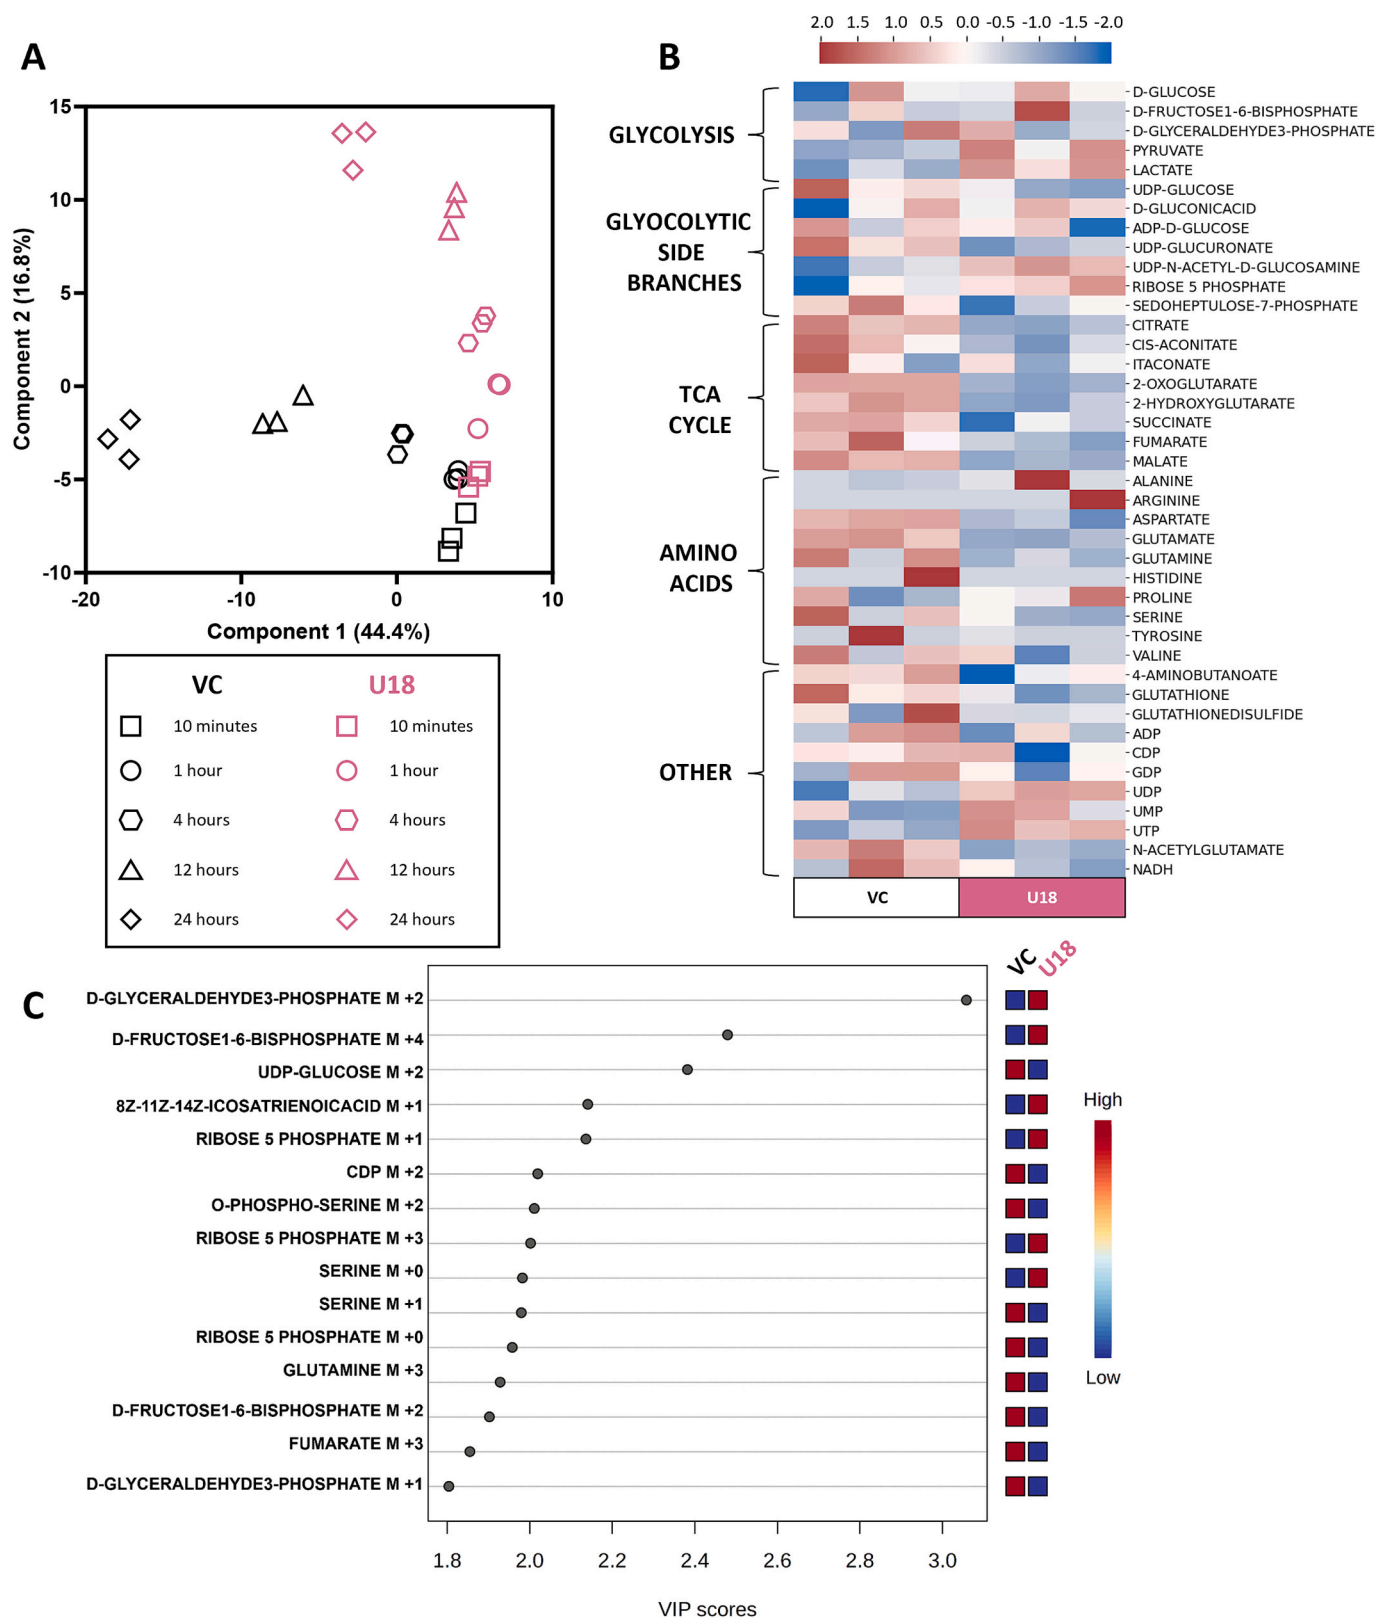 A
15
10
5
0
-5
-10
-20
-10
0
10
Component 2 (16.8%)
Component 1 (44.4%)
VC
U18
10 minutes
10 minutes
1 hour
1 hour
4 hours
4 hours
12 hours
12 hours
24 hours
24 hours
B
2.0 1.5 1.0 0.5 0.0 -0.5 -1.0 -1.5 -2.0
GLYCOLYSIS
GLYOCOLYTIC
SIDE
BRANCHES
TCA
CYCLE
AMINO
ACIDS
OTHER
D-GLUCOSE
D-FRUCTOSE1-6-BISPHOSPHATE
D-GLYCERALDEHYDE3-PHOSPHATE
PYRUVATE
LACTATE
UDP-GLUCOSE
D-GLUCONICACID
ADP-D-GLUCOSE
UDP-GLUCURONATE
UDP-N-ACETYL-D-GLUCOSAMINE
RIBOSE 5 PHOSPHATE
SEDOHEPTULOSE-7-PHOSPHATE
CITRATE
CIS-ACONITATE
ITACONATE
2-OXOGLUTARATE
2-HYDROXYGLUTARATE
SUCCINATE
FUMARATE
MALATE
ALANINE
ARGININE
ASPARTATE
GLUTAMATE
GLUTAMINE
HISTIDINE
PROLINE
SERINE
TYROSINE
VALINE
4-AMINOBUTANOATE
GLUTATHIONE
GLUTATHIONEDISULFIDE
ADP
CDP
GDP
UDP
UMP
UTP
N-ACETYLGLUTAMATE
NADH
VC
U18
C
D-GLYCERALDEHYDE3-PHOSPHATE M +2
D-FRUCTOSE1-6-BISPHOSPHATE M +4
UDP-GLUCOSE M +2
8Z-11Z-14Z-ICOSATRIENOICACID M +1
RIBOSE 5 PHOSPHATE M +1
CDP M +2
O-PHOSPHO-SERINE M +2
RIBOSE 5 PHOSPHATE M +3
SERINE M +0
SERINE M +1
RIBOSE 5 PHOSPHATE M +0
GLUTAMINE M +3
D-FRUCTOSE1-6-BISPHOSPHATE M +2
FUMARATE M +3
D-GLYCERALDEHYDE3-PHOSPHATE M +1
1.8 2.0 2.2 2.4 2.6 2.8 3.0
VIP scores
VC
U18
High
Low